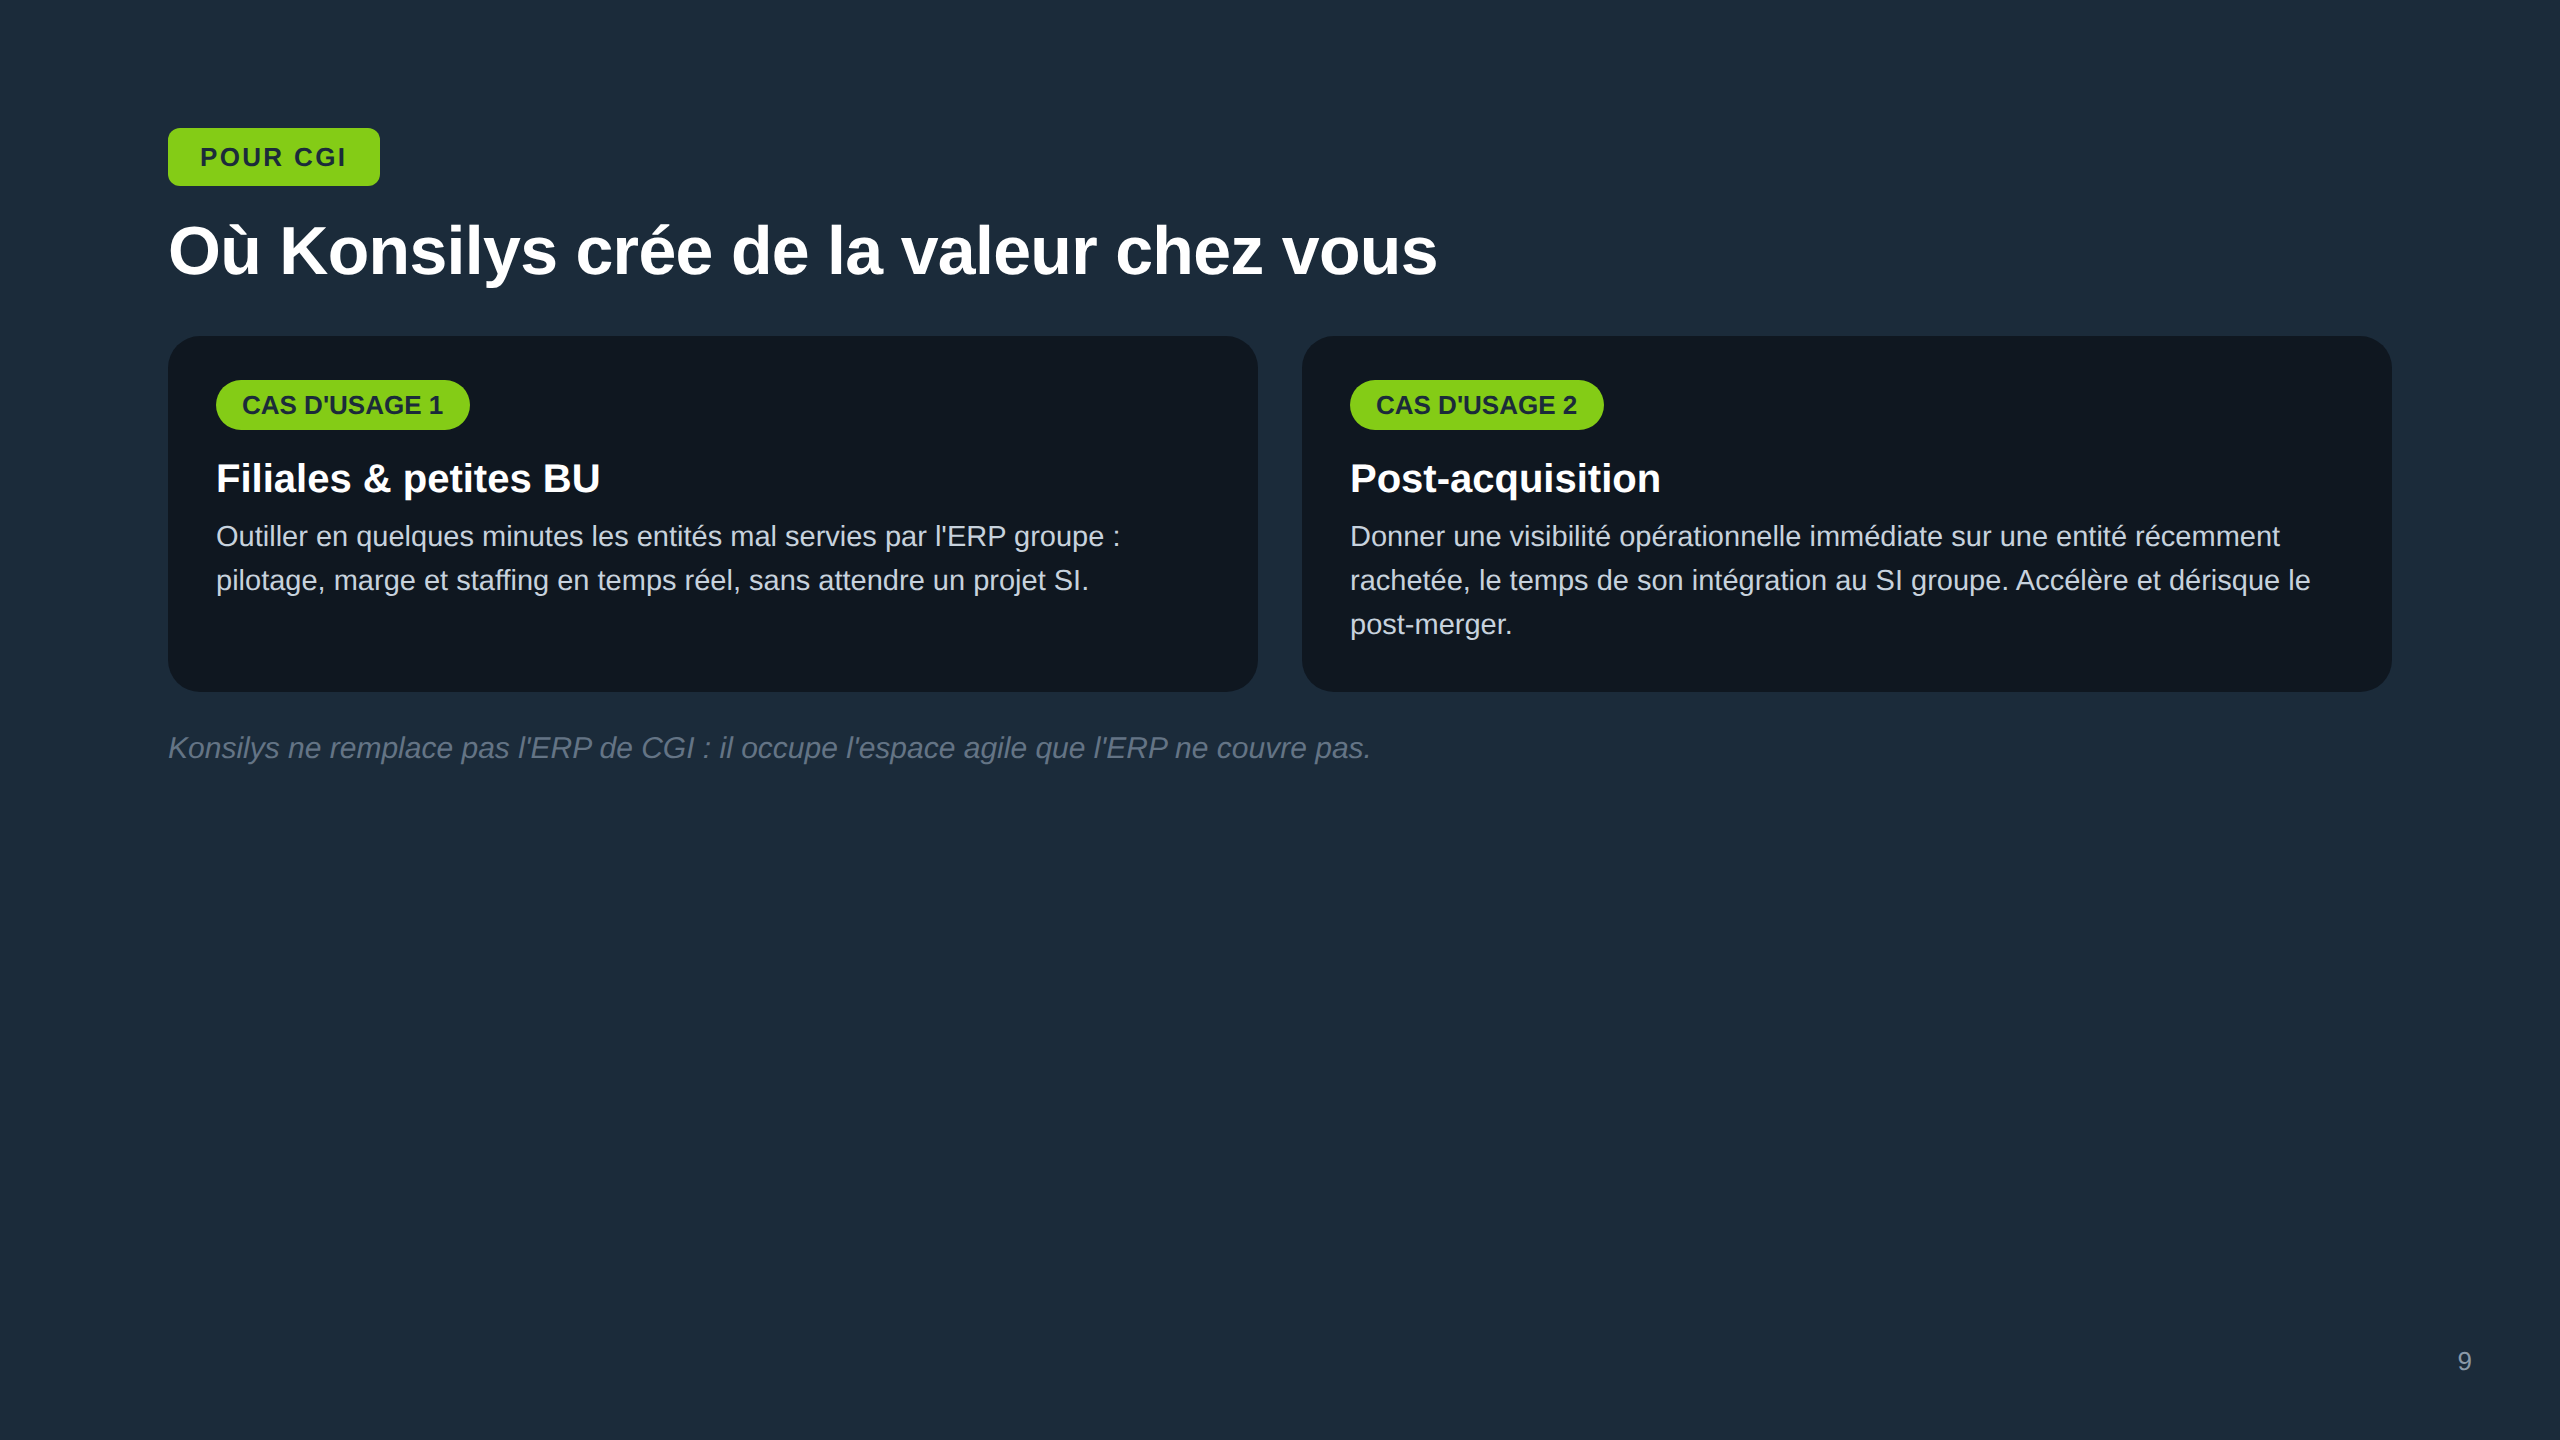 POUR CGI
Où Konsilys crée de la valeur chez vous
CAS D'USAGE 1
Filiales & petites BU
Outiller en quelques minutes les entités mal servies par l'ERP groupe :
pilotage, marge et staffing en temps réel, sans attendre un projet SI.
CAS D'USAGE 2
Post-acquisition
Donner une visibilité opérationnelle immédiate sur une entité récemment
rachetée, le temps de son intégration au SI groupe. Accélère et dérisque le
post-merger.
Konsilys ne remplace pas l'ERP de CGI : il occupe l'espace agile que l'ERP ne couvre pas.
9